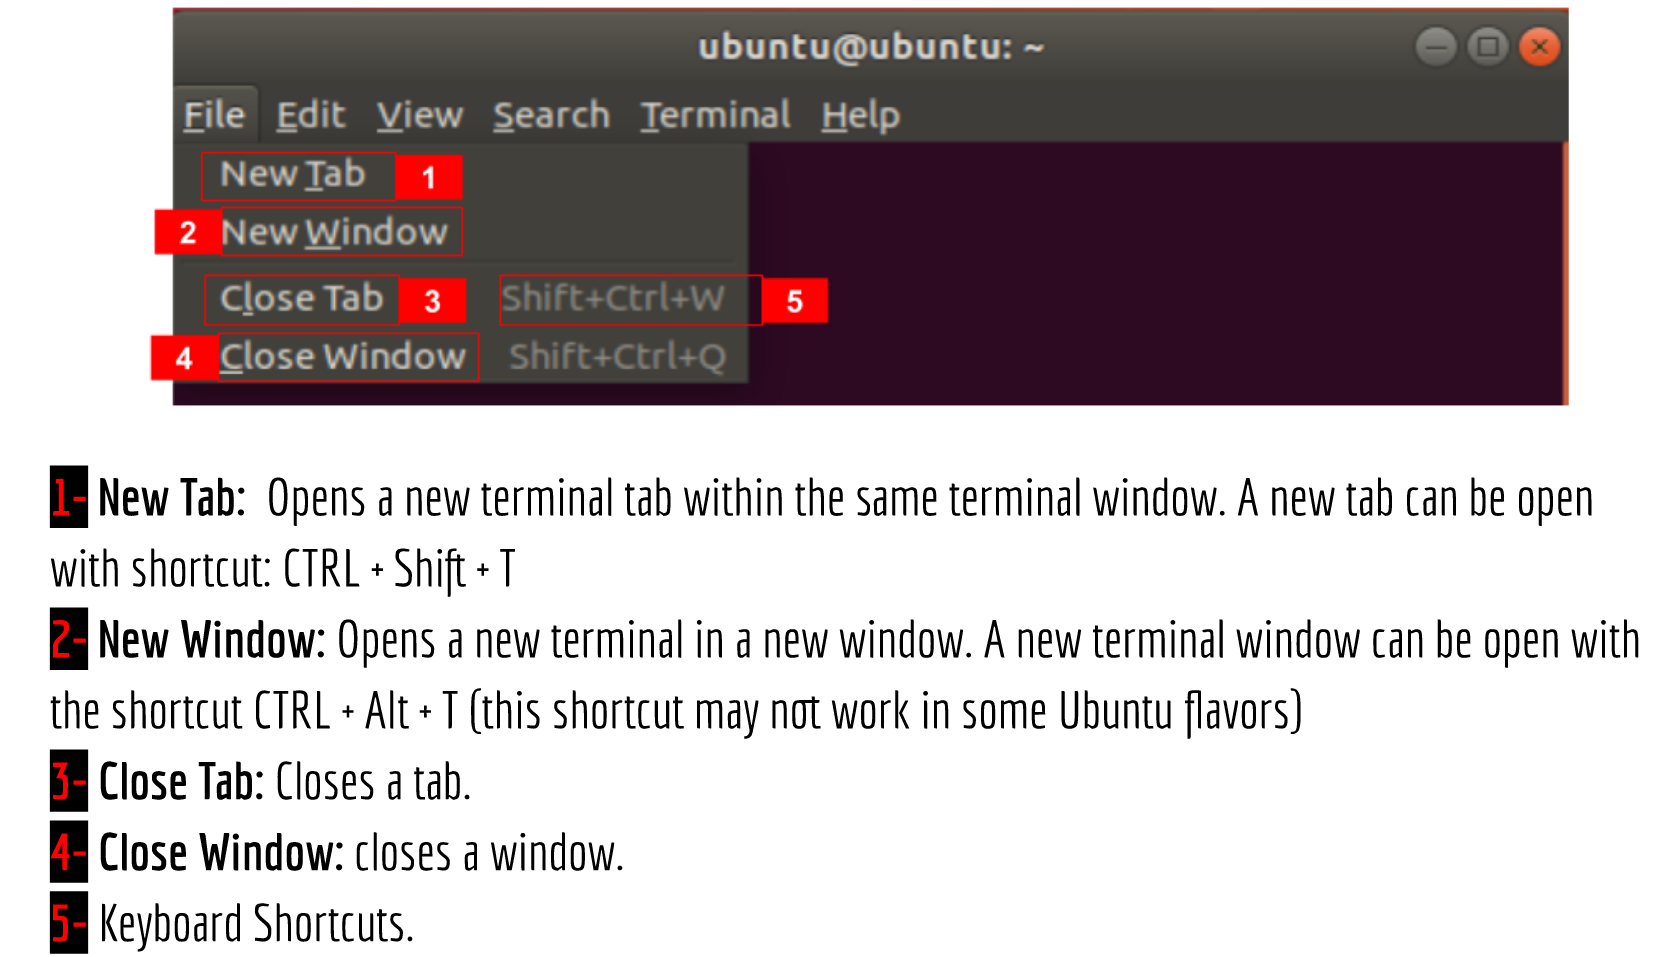 ubuntu@ubuntu: ~
File Edit View Search Terminal Help
New Tab 1
2 New Window
Close Tab 3 Shift+Ctrl+W 5
4 Close Window Shift+Ctrl+Q
1- New Tab: Opens a new terminal tab within the same terminal window. A new tab can be open
with shortcut: CTRL + Shift + T
2- New Window: Opens a new terminal in a new window. A new terminal window can be open with
the shortcut CTRL + Alt + T (this shortcut may not work in some Ubuntu flavors)
3- Close Tab: Closes a tab.
4- Close Window: closes a window.
5- Keyboard Shortcuts.